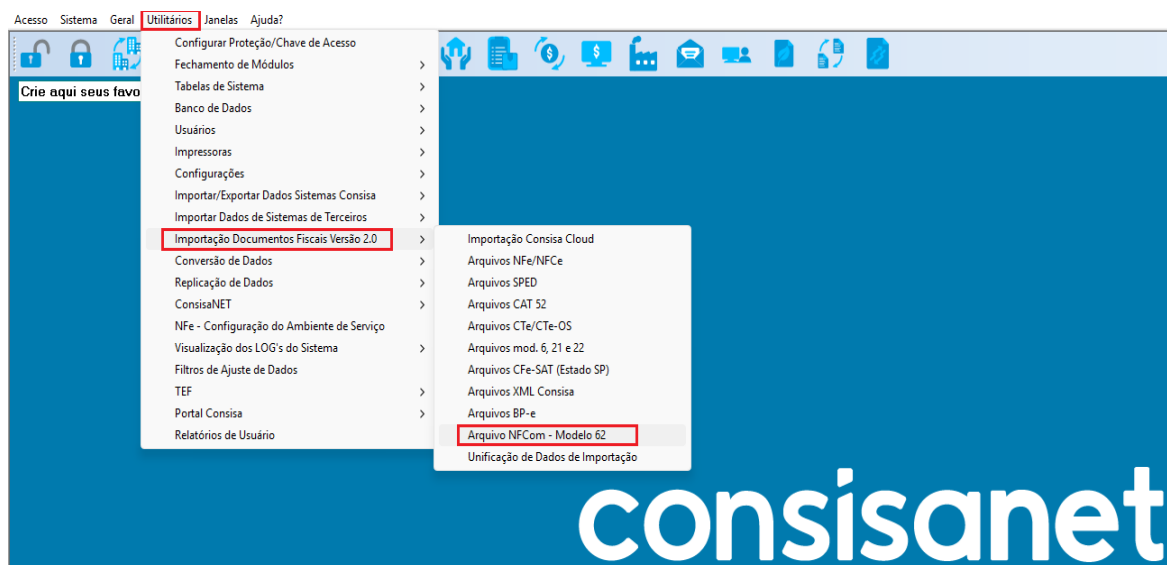 Acesso Sistema Geral Utilitários Janelas Ajuda?
Crie aqui seus favo
Configurar Proteção/Chave de Acesso
Fechamento de Módulos
Tabelas de Sistema
Banco de Dados
Usuários
Impressoras
Configurações
Importar/Exportar Dados Sistemas Consisa
Importar Dados de Sistemas de Terceiros
Importação Documentos Fiscais Versão 2.0
Conversão de Dados
Replicação de Dados
ConsisaNET
NFe - Configuração do Ambiente de Serviço
Visualização dos LOG's do Sistema
Filtros de Ajuste de Dados
TEF
Portal Consisa
Relatórios de Usuário
Importação Consisa Cloud
Arquivos NFe/NFCe
Arquivos SPED
Arquivos CAT 52
Arquivos CTe/CTe-OS
Arquivos mod. 6, 21 e 22
Arquivos CFe-SAT (Estado SP)
Arquivos XML Consisa
Arquivos BP-e
Arquivo NFCom - Modelo 62
Unificação de Dados de Importação
consisanet